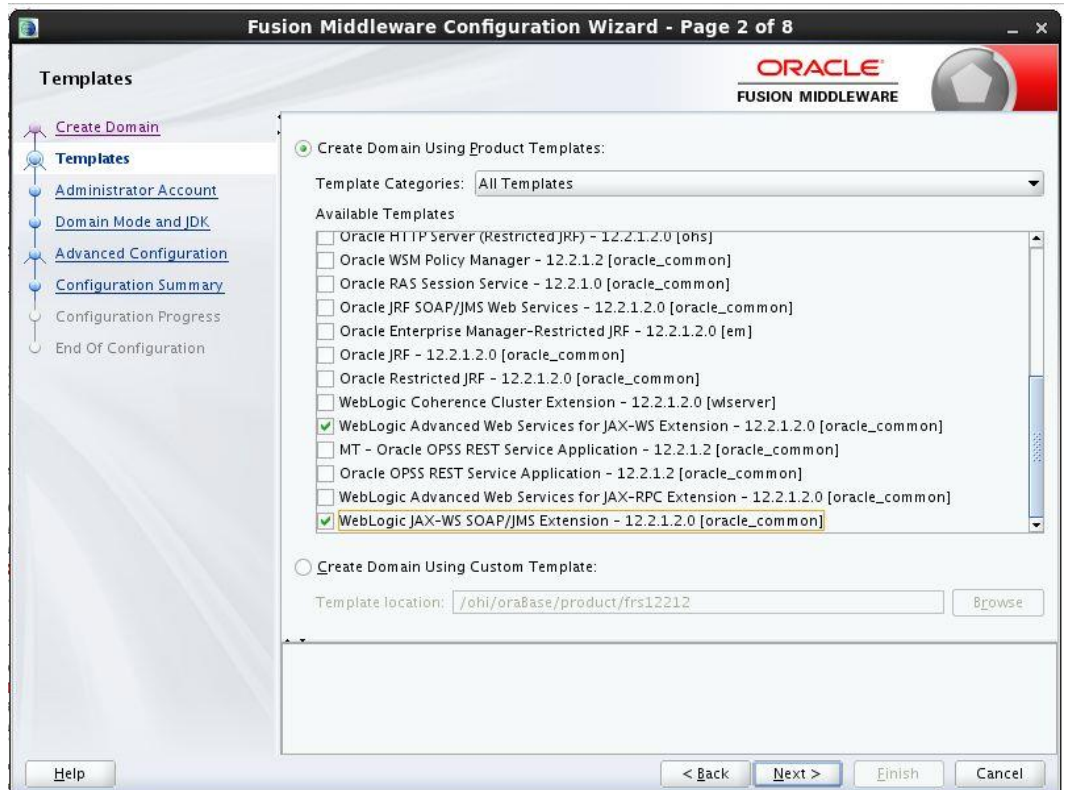 Fusion Middleware Configuration Wizard - Page 2 of 8
Templates
ORACLE
FUSION MIDDLEWARE
Create Domain
Templates
Administrator Account
Domain Mode and JDK
Advanced Configuration
Configuration Summary
Configuration Progress
End Of Configuration
Create Domain Using Product Templates:
Template Categories: All Templates
Available Templates
Oracle HTTP Server (Restricted JRF) - 12.2.1.2.0 [ohs]
Oracle WSM Policy Manager - 12.2.1.2 [oracle_common]
Oracle RAS Session Service - 12.2.1.0 [oracle_common]
Oracle JRF SOAP/JMS Web Services - 12.2.1.2.0 [oracle_common]
Oracle Enterprise Manager-Restricted JRF - 12.2.1.2.0 [em]
Oracle JRF - 12.2.1.2.0 [oracle_common]
Oracle Restricted JRF - 12.2.1.2.0 [oracle_common]
WebLogic Coherence Cluster Extension - 12.2.1.2.0 [wlserver]
WebLogic Advanced Web Services for JAX-WS Extension - 12.2.1.2.0 [oracle_common]
MT - Oracle OPSS REST Service Application - 12.2.1.2 [oracle_common]
Oracle OPSS REST Service Application - 12.2.1.2 [oracle_common]
WebLogic Advanced Web Services for JAX-RPC Extension - 12.2.1.2.0 [oracle_common]
WebLogic JAX-WS SOAP/JMS Extension - 12.2.1.2.0 [oracle_common]
Create Domain Using Custom Template:
Template location: /ohi/oraBase/product/frs12212 Browse
Help < Back Next > Finish Cancel